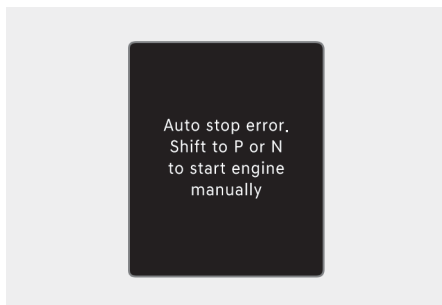 Auto stop error.
Shift to P or N
to start engine
manually